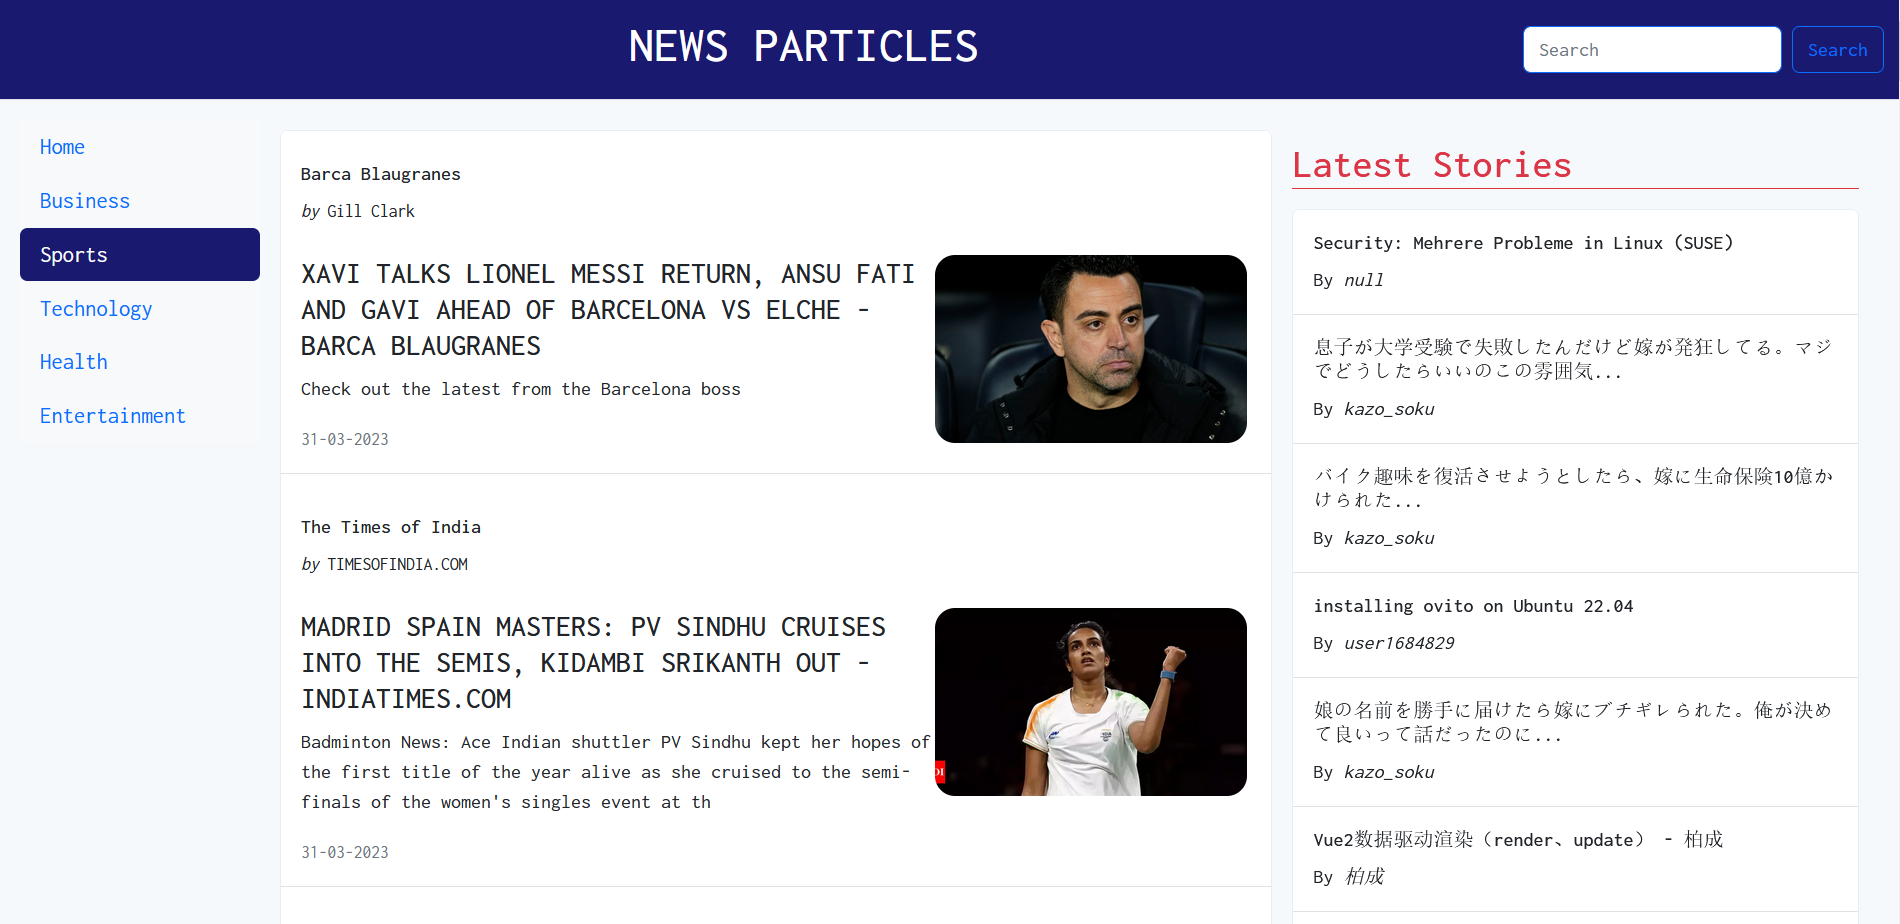 NEWS PARTICLES
Search
Search
Home
Business
Sports
Technology
Health
Entertainment
Barca Blaugranes
by Gill Clark
XAVI TALKS LIONEL MESSI RETURN, ANSU FATI
AND GAVI AHEAD OF BARCELONA VS ELCHE -
BARCA BLAUGRANES
Check out the latest from the Barcelona boss
31-03-2023
The Times of India
by TIMESOFINDIA.COM
MADRID SPAIN MASTERS: PV SINDHU CRUISES
INTO THE SEMIS, KIDAMBI SRIKANTH OUT -
INDIATIMES.COM
Badminton News: Ace Indian shuttler PV Sindhu kept her hopes of
the first title of the year alive as she cruised to the semi-
finals of the women's singles event at th
31-03-2023
Latest Stories
Security: Mehrere Probleme in Linux (SUSE)
By null
息子が大学受験で失敗したんだけど嫁が発狂してる。マジ
でどうしたらいいのこの雰囲気...
By kazo_soku
バイク趣味を復活させようとしたら、嫁に生命保険10億か
けられた...
By kazo_soku
installing ovito on Ubuntu 22.04
By user1684829
娘の名前を勝手に届けたら嫁にブチギレられた。俺が決め
て良いって話だったのに...
By kazo_soku
Vue2数据驱动渲染（render、update） - 柏成
By 柏成